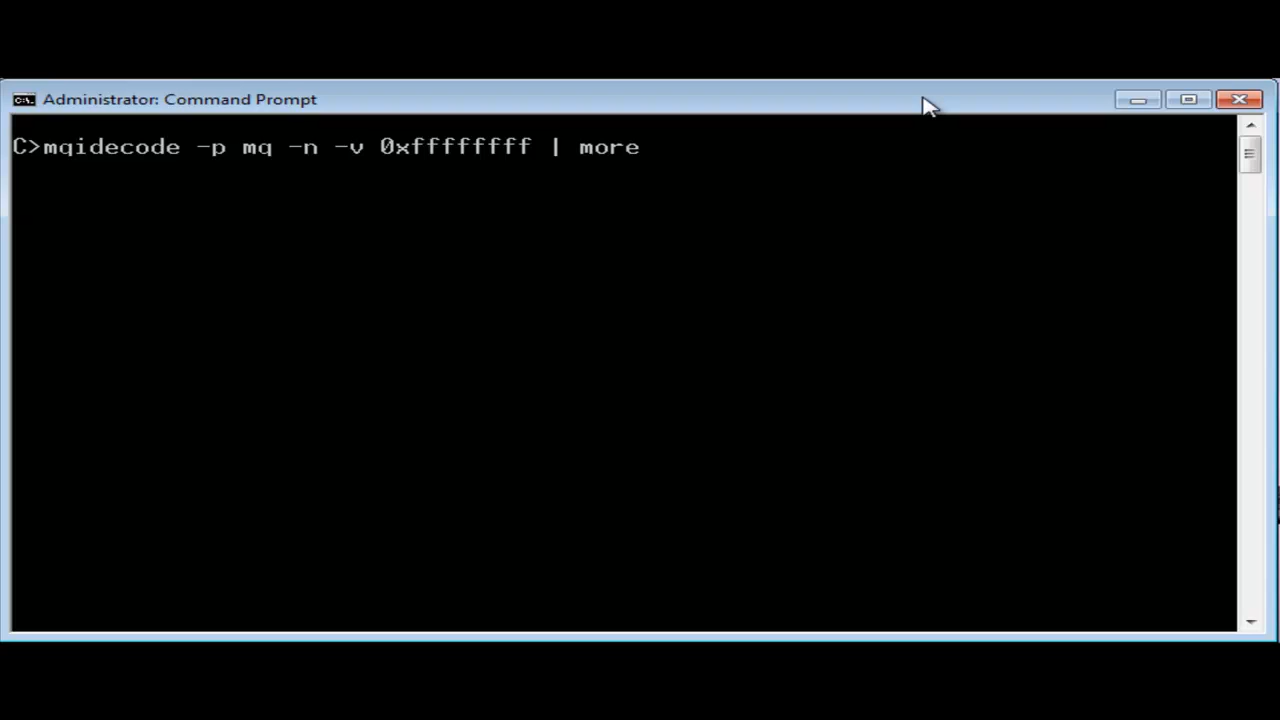 C:\. Administrator: Command Prompt
C>mqidecode -p mq -n -v 0xffffffff | more